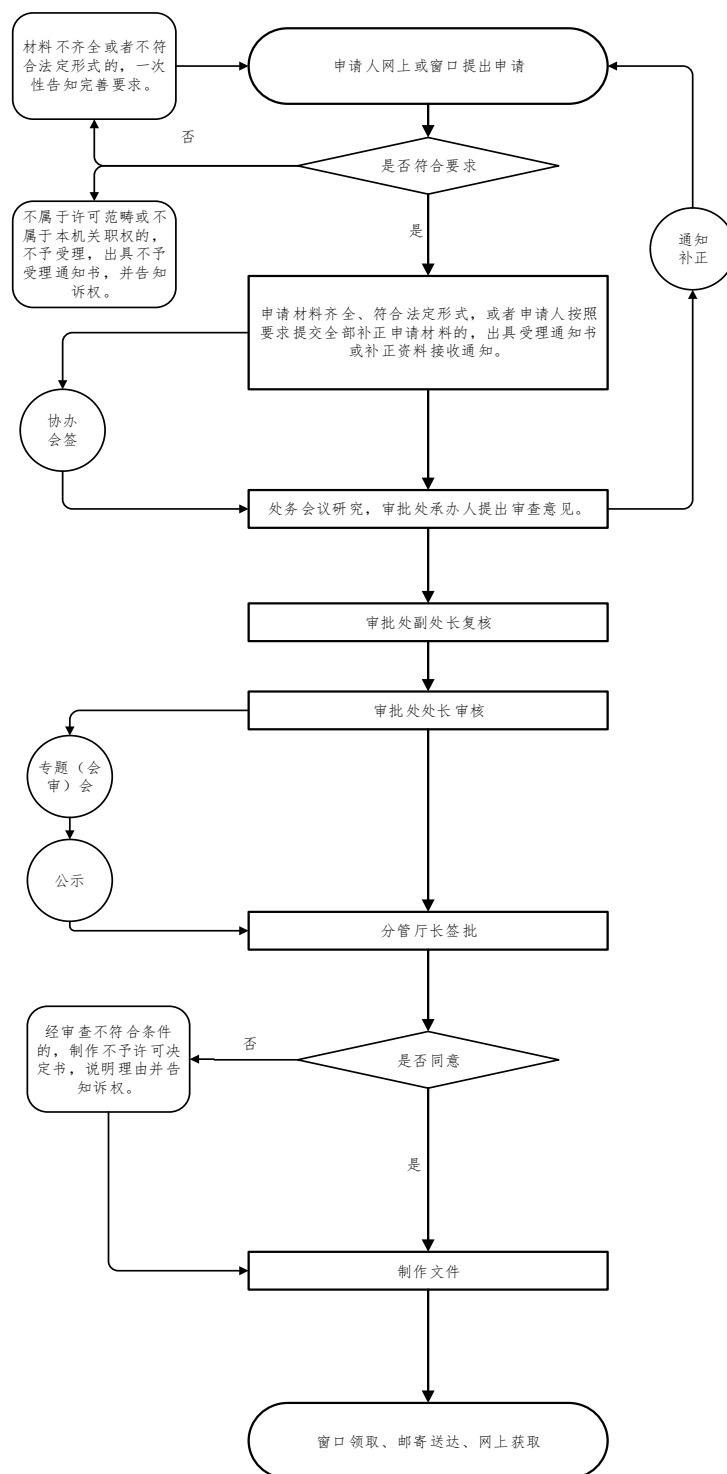 材料不齐全或者不符
合法定形式的，一次
性告知完善要求。
申请人网上或窗口提出申请
否
是否符合要求
不属于许可范畴或不
属于本机关职权的，
不予受理，出具不予
受理通知书，并告知
诉权。
是
通知
补正
申请材料齐全、符合法定形式，或者申请人按照
要求提交全部补正申请材料的，出具受理通知书
或补正资料接收通知。
协办
会签
处务会议研究，审批处承办人提出审查意见。
审批处副处长复核
审批处处长审核
专题（会
审）会
公示
分管厅长签批
经审查不符合条件
的，制作不予许可决
定书，说明理由并告
知诉权。
否
是否同意
是
制作文件
窗口领取、邮寄送达、网上获取